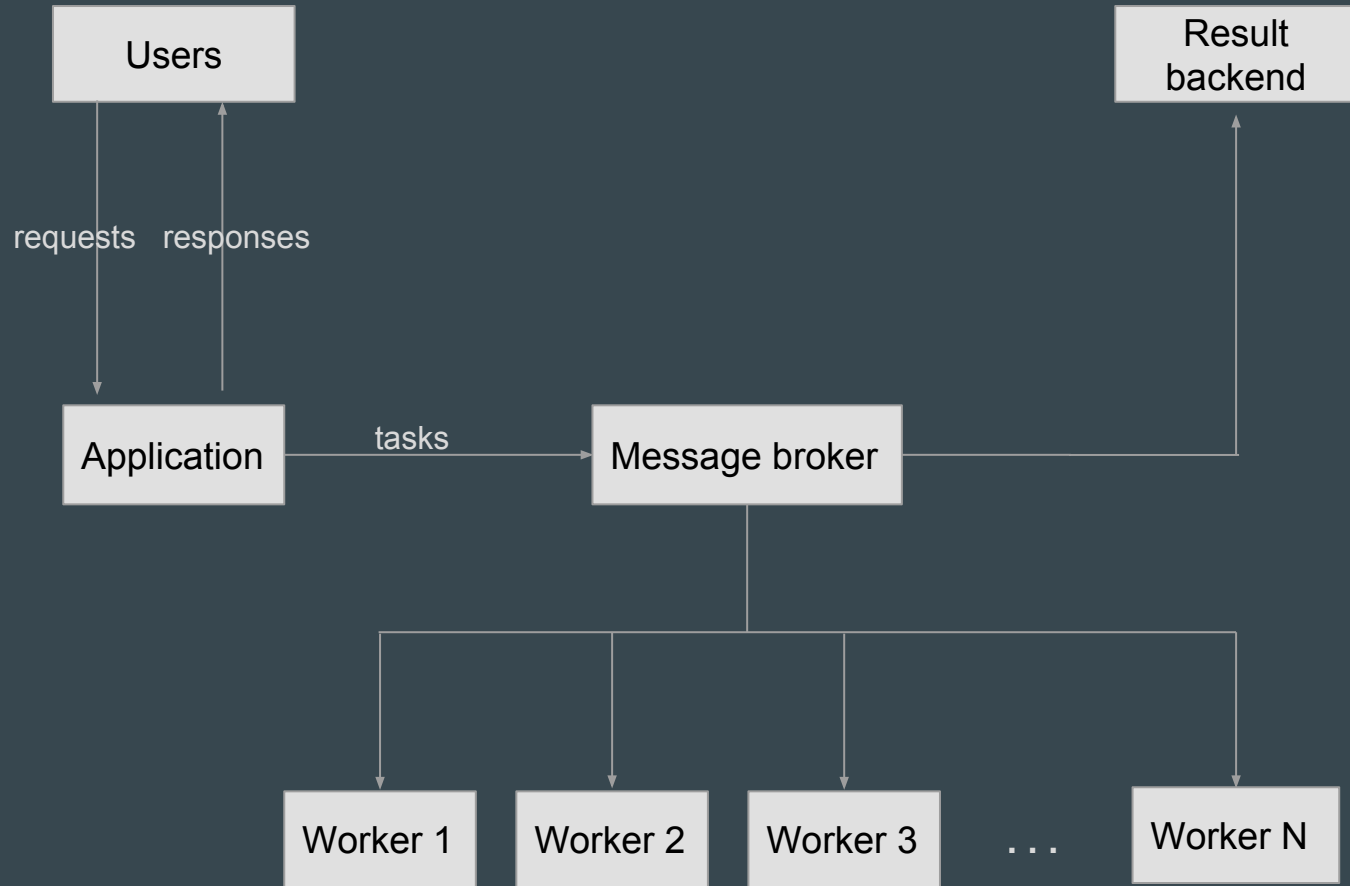 Users
Result
backend
requests responses
Application
tasks
Message broker
Worker 1
Worker 2
Worker 3
...
Worker N